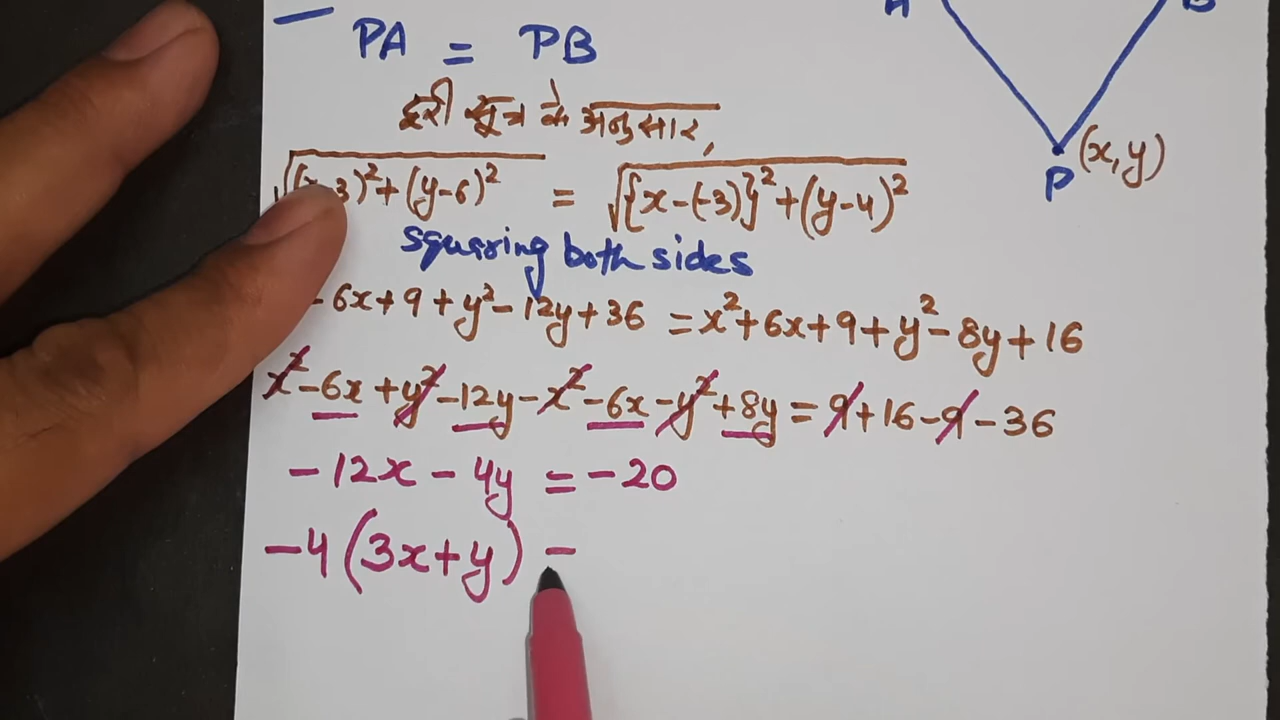 PA = PB
दूरी सूत्र के अनुसार,
3)²+(y-6)² = √{x-(-3)}²+(y-4)²
squaring both sides
-6x+9+y²-12y+36 = x²+6x+9+y²-8y+16
x²-6x+y²-12y-x²-6x-y²+8y=9+16-9-36
-12x-4y=-20
-4(3x+y) -
P (x,y)